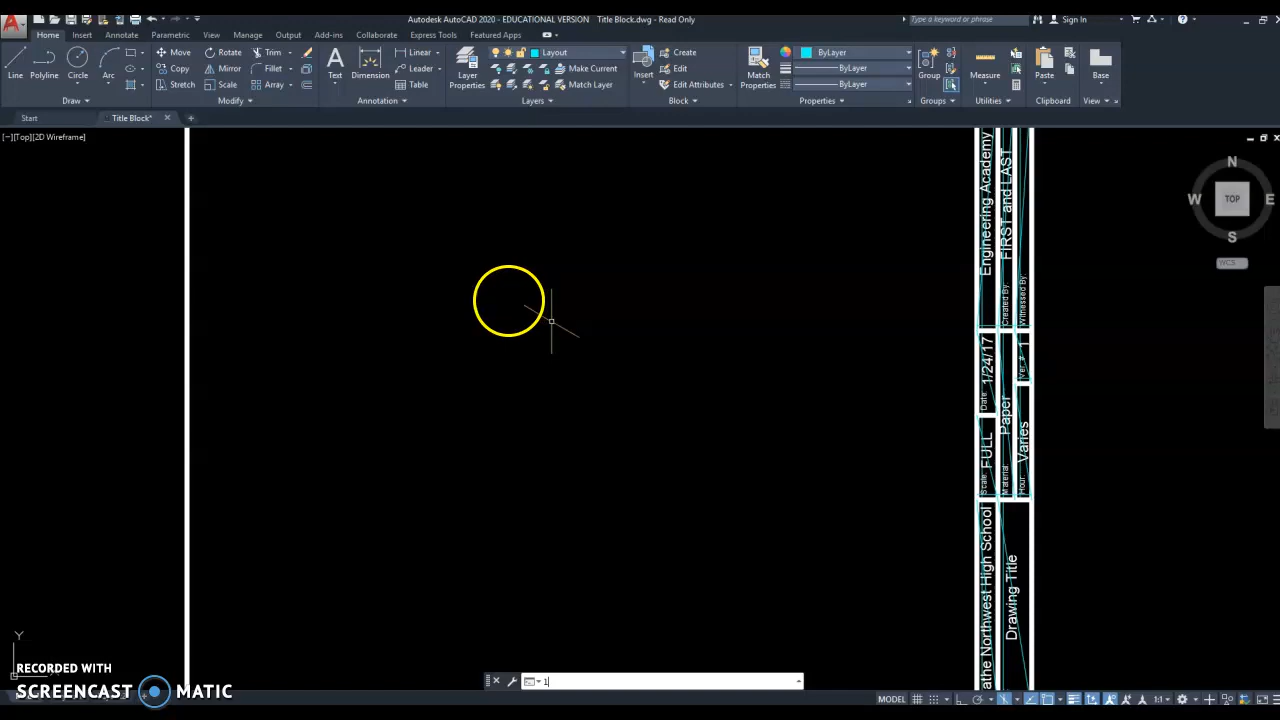 Autodesk AutoCAD 2020 - EDUCATIONAL VERSION Title Block.dwg - Read Only
Type a keyword or phrase
Sign In
Home Insert Annotate Parametric View Manage Output Add-ins Collaborate Express Tools Featured Apps
Line Polyline Circle Arc
Move Rotate Trim
Copy Mirror Fillet
Stretch Scale Array
Text Dimension
Linear
Leader
Table
Layer Properties
Layout
Make Current
Match Layer
Insert
Create
Edit
Edit Attributes
Match Properties
ByLayer
ByLayer
ByLayer
Group Measure Paste Base
Draw Modify Annotation Layers Block Properties Groups Utilities Clipboard View
Start Title Block*
[−][Top][2D Wireframe]
N
W TOP E
S
WCS
Engineering Academy
FIRST and LAST
Created By:
Witnessed By:
Date: 1/24/17
Ver. #: 1
Scale: FULL
Material: Paper
Hour: Varies
athe Northwest High School
Drawing Title
Y
RECORDED WITH
SCREENCAST MATIC
1
MODEL
1:1